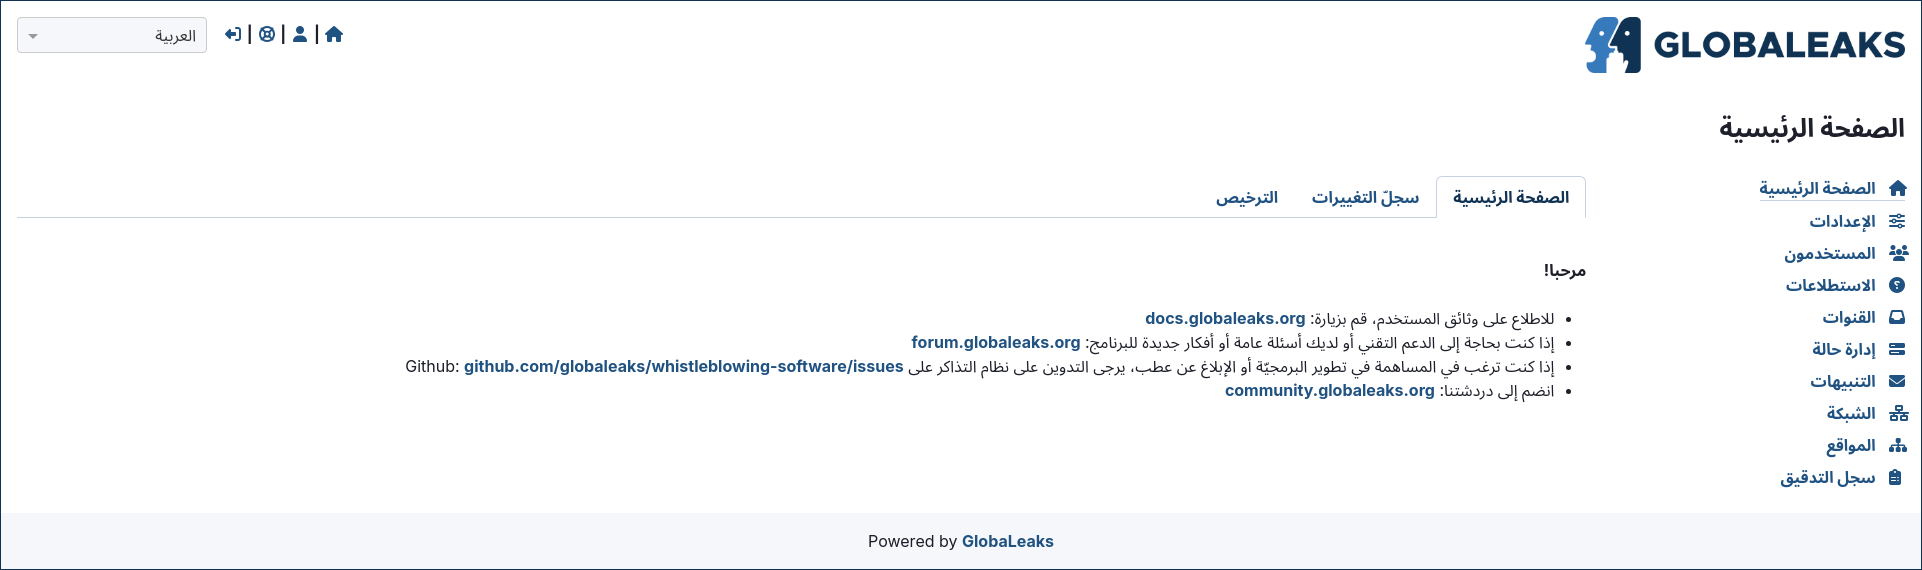 GLOBALEAKS
العربية
الصفحة الرئيسية
الصفحة الرئيسية
الإعدادات
المستخدمون
الاستطلاعات
القنوات
إدارة حالة
التنبيهات
الشبكة
المواقع
سجل التدقيق
الصفحة الرئيسية
سجلّ التغييرات
الترخيص
مرحبا!
للاطلاع على وثائق المستخدم، قم بزيارة: docs.globaleaks.org
إذا كنت بحاجة إلى الدعم التقني أو لديك أسئلة عامة أو أفكار جديدة للبرنامج: forum.globaleaks.org
إذا كنت ترغب في المساهمة في تطوير البرمجيّة أو الإبلاغ عن عطب، يرجى التدوين على نظام التذاكر على Github: github.com/globaleaks/whistleblowing-software/issues
انضم إلى دردشتنا: community.globaleaks.org
Powered by GlobaLeaks